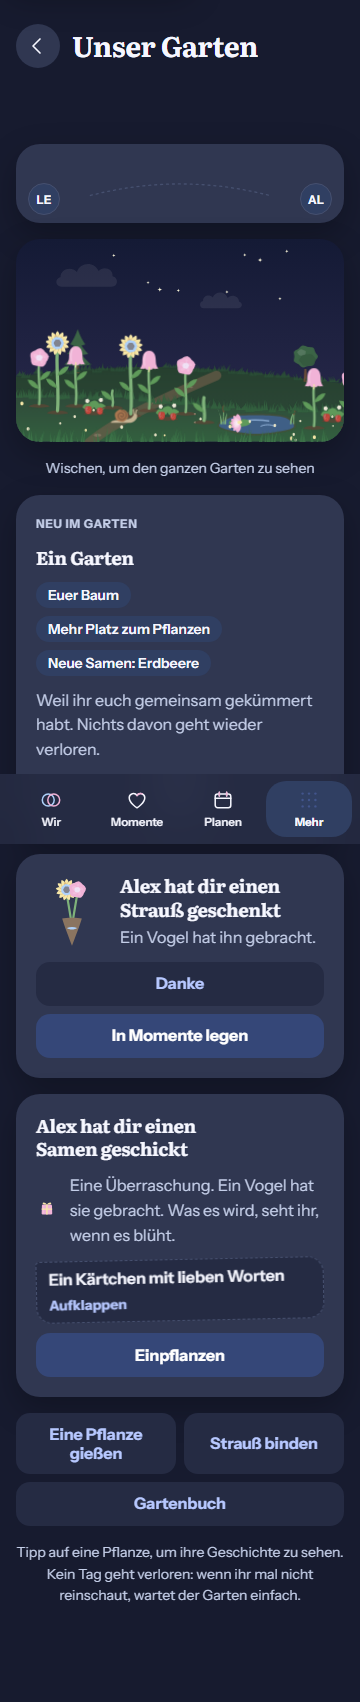 Unser Garten
LE
AL
Wischen, um den ganzen Garten zu sehen
NEU IM GARTEN
Ein Garten
Euer Baum
Mehr Platz zum Pflanzen
Neue Samen: Erdbeere
Weil ihr euch gemeinsam gekümmert
habt. Nichts davon geht wieder
verloren.
Wir
Momente
Planen
Mehr
Alex hat dir einen
Strauß geschenkt
Ein Vogel hat ihn gebracht.
Danke
In Momente legen
Alex hat dir einen
Samen geschickt
Eine Überraschung. Ein Vogel hat
sie gebracht. Was es wird, seht ihr,
wenn es blüht.
Ein Kärtchen mit lieben Worten
Aufklappen
Einpflanzen
Eine Pflanze
gießen
Strauß binden
Gartenbuch
Tipp auf eine Pflanze, um ihre Geschichte zu sehen.
Kein Tag geht verloren: wenn ihr mal nicht
reinschaut, wartet der Garten einfach.